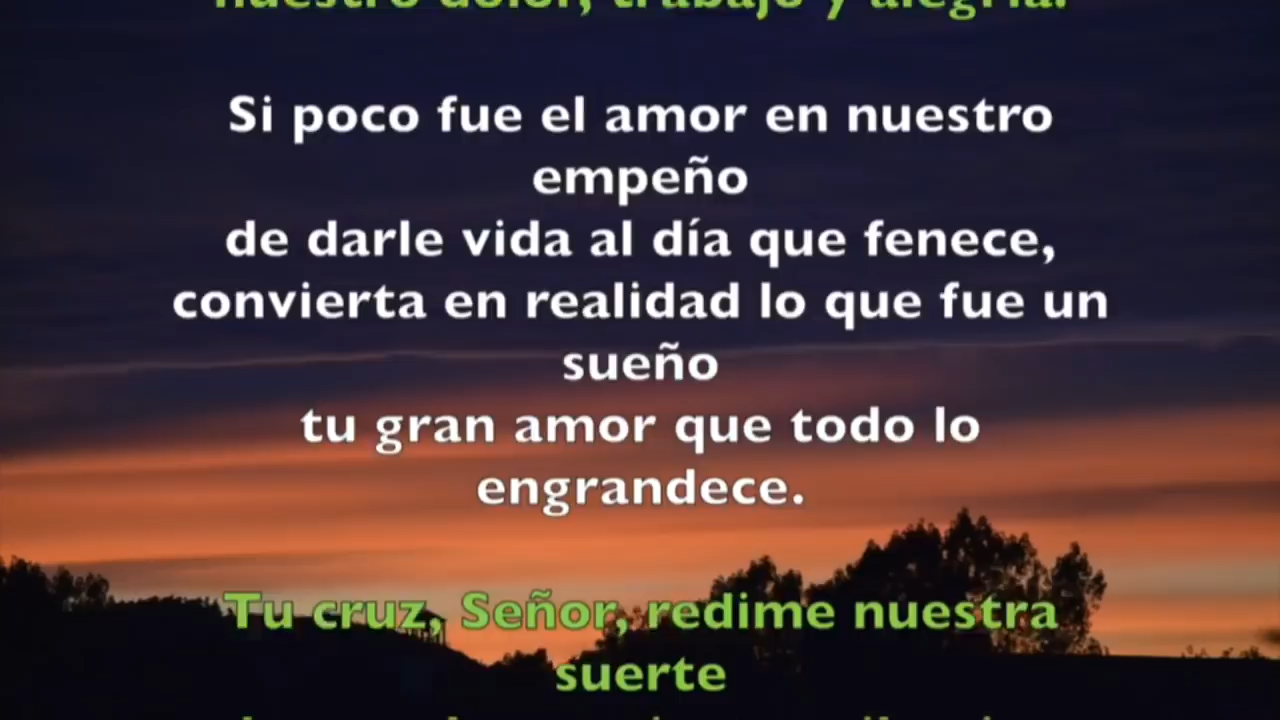 nuestro dolor, trabajo y alegría.
Si poco fue el amor en nuestro
empeño
de darle vida al día que fenece,
convierta en realidad lo que fue un
sueño
tu gran amor que todo lo
engrandece.
Tu cruz, Señor, redime nuestra
suerte